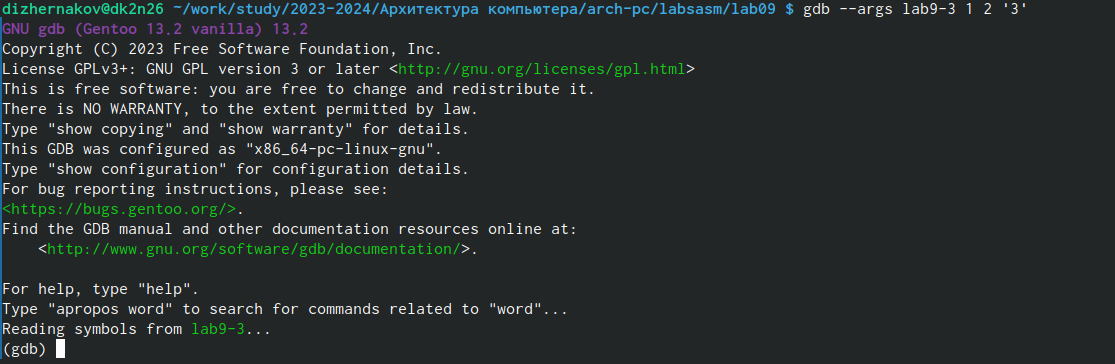 dizhernakov@dk2n26 ~/work/study/2023-2024/Архитектура компьютера/arch-pc/labsasm/lab09 $ gdb --args lab9-3 1 2 '3'
GNU gdb (Gentoo 13.2 vanilla) 13.2
Copyright (C) 2023 Free Software Foundation, Inc.
License GPLv3+: GNU GPL version 3 or later <http://gnu.org/licenses/gpl.html>
This is free software: you are free to change and redistribute it.
There is NO WARRANTY, to the extent permitted by law.
Type "show copying" and "show warranty" for details.
This GDB was configured as "x86_64-pc-linux-gnu".
Type "show configuration" for configuration details.
For bug reporting instructions, please see:
<https://bugs.gentoo.org/>.
Find the GDB manual and other documentation resources online at:
    <http://www.gnu.org/software/gdb/documentation/>.

For help, type "help".
Type "apropos word" to search for commands related to "word"...
Reading symbols from lab9-3...
(gdb)